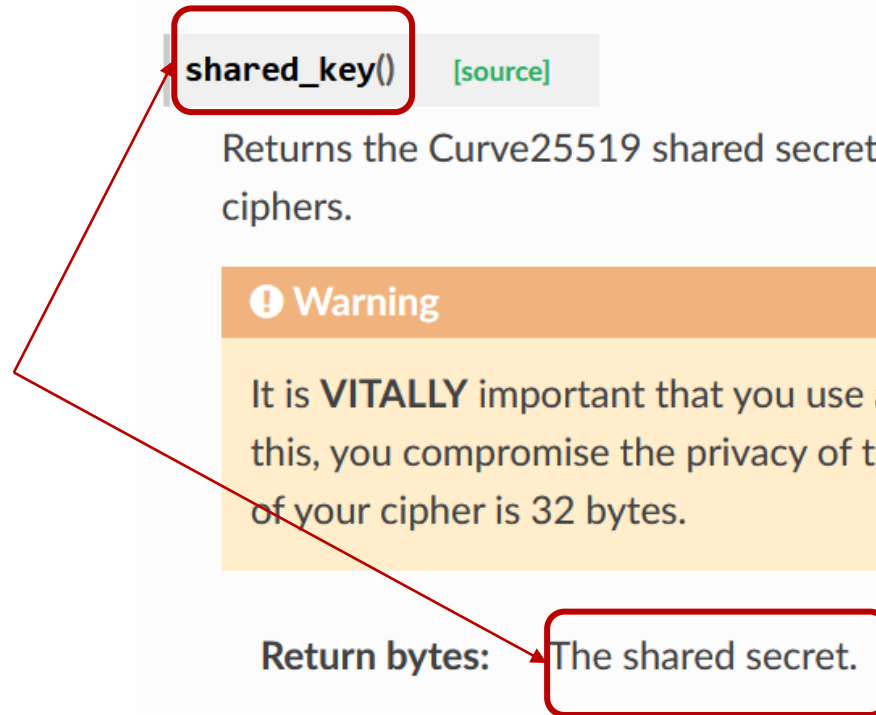 shared_key() [source]
Returns the Curve25519 shared secret
ciphers.
Warning
It is VITALLY important that you use
this, you compromise the privacy of
of your cipher is 32 bytes.
Return bytes: The shared secret.